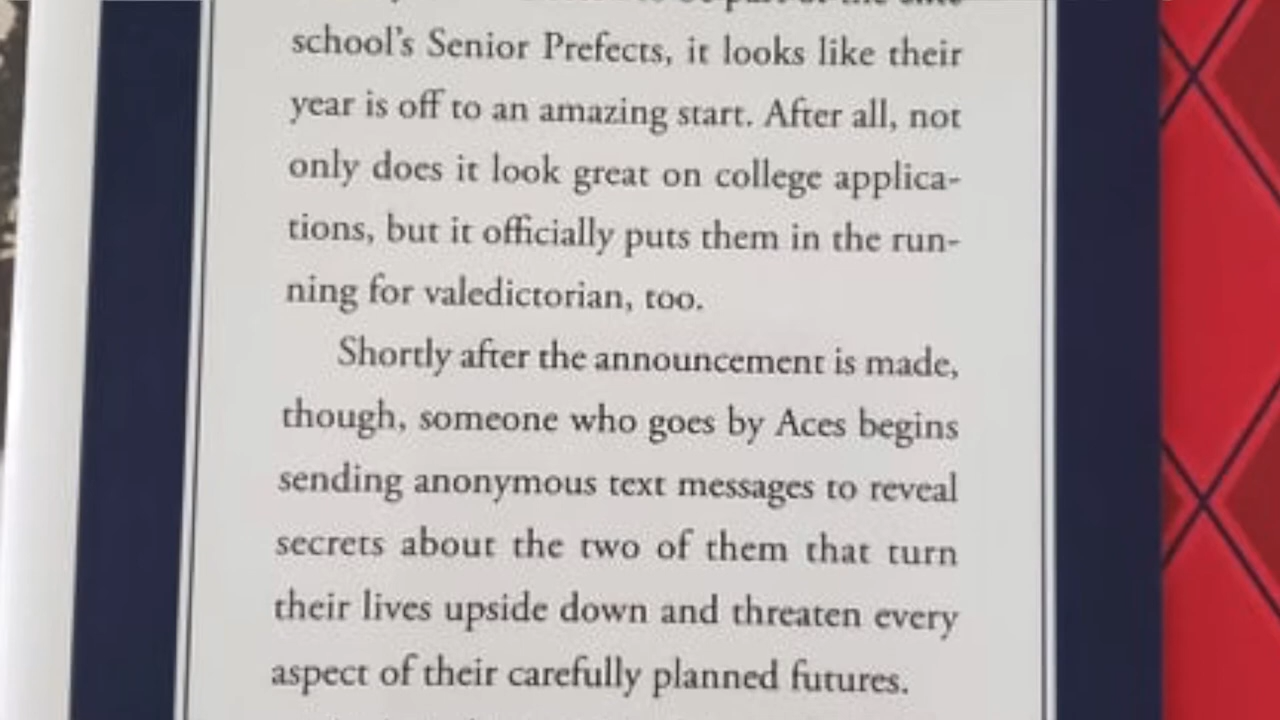 school's Senior Prefects, it looks like their
year is off to an amazing start. After all, not
only does it look great on college applica-
tions, but it officially puts them in the run-
ning for valedictorian, too.
Shortly after the announcement is made,
though, someone who goes by Aces begins
sending anonymous text messages to reveal
secrets about the two of them that turn
their lives upside down and threaten every
aspect of their carefully planned futures.